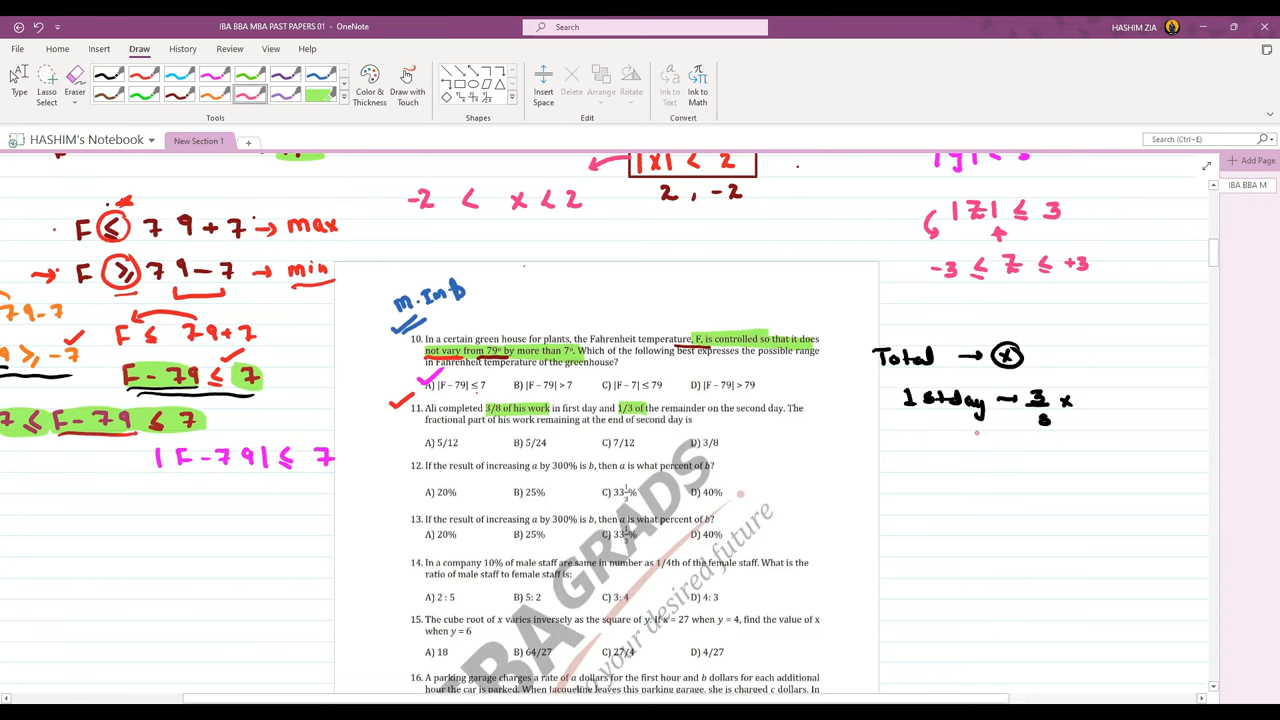 IBA BBA MBA PAST PAPERS 01 - OneNote
Search
HASHIM ZIA
File Home Insert Draw History Review View Help
Type Lasso Select Eraser Color & Thickness Draw with Touch Insert Space Delete Arrange Rotate Ink to Text Ink to Math
Tools Shapes Edit Convert
HASHIM's Notebook New Section 1 Search (Ctrl+E)
Add Page
IBA BBA M
|x| < 2
2 , -2
-2 < x < 2
|y| < 3
|z| ≤ 3
-3 ≤ z ≤ +3
F ≤ 79+7 → max
F ≥ 79-7 → min
79-7
F ≤ 79+7
≥, -7
F-79 ≤ 7
7 ≤ F-79 ≤ 7
|F-79| ≤ 7
M. Imp
10. In a certain green house for plants, the Fahrenheit temperature, F, is controlled so that it does
not vary from 79° by more than 7°. Which of the following best expresses the possible range
in Fahrenheit temperature of the greenhouse?
A) |F – 79| ≤ 7 B) |F – 79| > 7 C) |F – 7| ≤ 79 D) |F – 79| > 79
11. Ali completed 3/8 of his work in first day and 1/3 of the remainder on the second day. The
fractional part of his work remaining at the end of second day is
A) 5/12 B) 5/24 C) 7/12 D) 3/8
12. If the result of increasing a by 300% is b, then a is what percent of b?
A) 20% B) 25% C) 33 1/3% D) 40%
13. If the result of increasing a by 300% is b, then a is what percent of b?
A) 20% B) 25% C) 33 1/3% D) 40%
14. In a company 10% of male staff are same in number as 1/4th of the female staff. What is the
ratio of male staff to female staff is:
A) 2 : 5 B) 5: 2 C) 3: 4 D) 4: 3
15. The cube root of x varies inversely as the square of y. If x = 27 when y = 4, find the value of x
when y = 6
A) 18 B) 64/27 C) 27/4 D) 4/27
16. A parking garage charges a rate of a dollars for the first hour and b dollars for each additional
hour the car is parked. When Jacqueline leaves this parking garage, she is charged c dollars. In
Total → x
1st day → 3/8 x
IBAGRADS
to your desired future